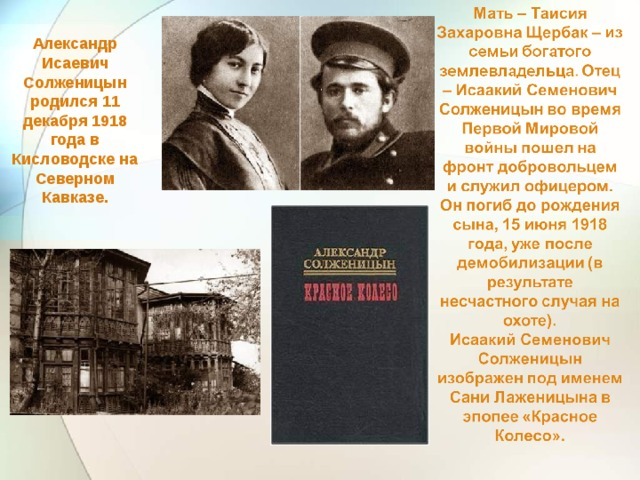 Александр
Исаевич
Солженицын
родился 11
декабря 1918
года в
Кисловодске на
Северном
Кавказе.
Мать – Таисия
Захаровна Щербак – из
семьи богатого
землевладельца. Отец
– Исаакий Семенович
Солженицын во время
Первой Мировой
войны пошел на
фронт добровольцем
и служил офицером.
Он погиб до рождения
сына, 15 июня 1918
года, уже после
демобилизации (в
результате
несчастного случая на
охоте).
Исаакий Семенович
Солженицын
изображен под именем
Сани Лаженицына в
эпопее «Красное
Колесо».
АЛЕКСАНДР
СОЛЖЕНИЦЫН
КРАСНОЕ КОЛЕСО